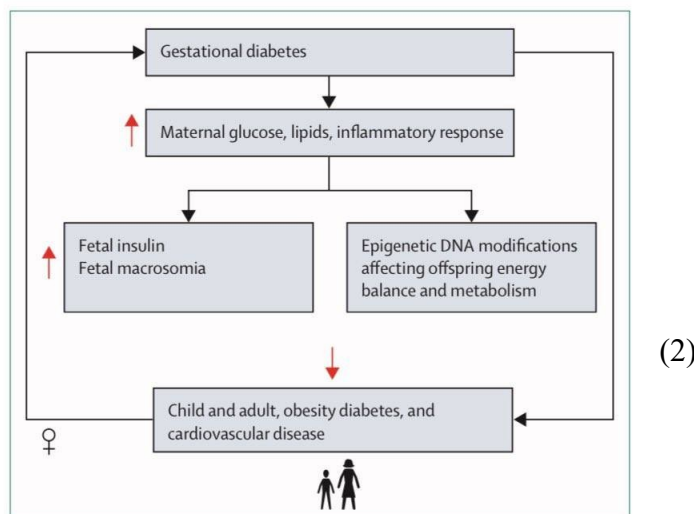 Gestational diabetes
Maternal glucose, lipids, inflammatory response
Fetal insulin
Fetal macrosomia
Epigenetic DNA modifications
affecting offspring energy
balance and metabolism
(2)
Child and adult, obesity diabetes, and
cardiovascular disease
♀